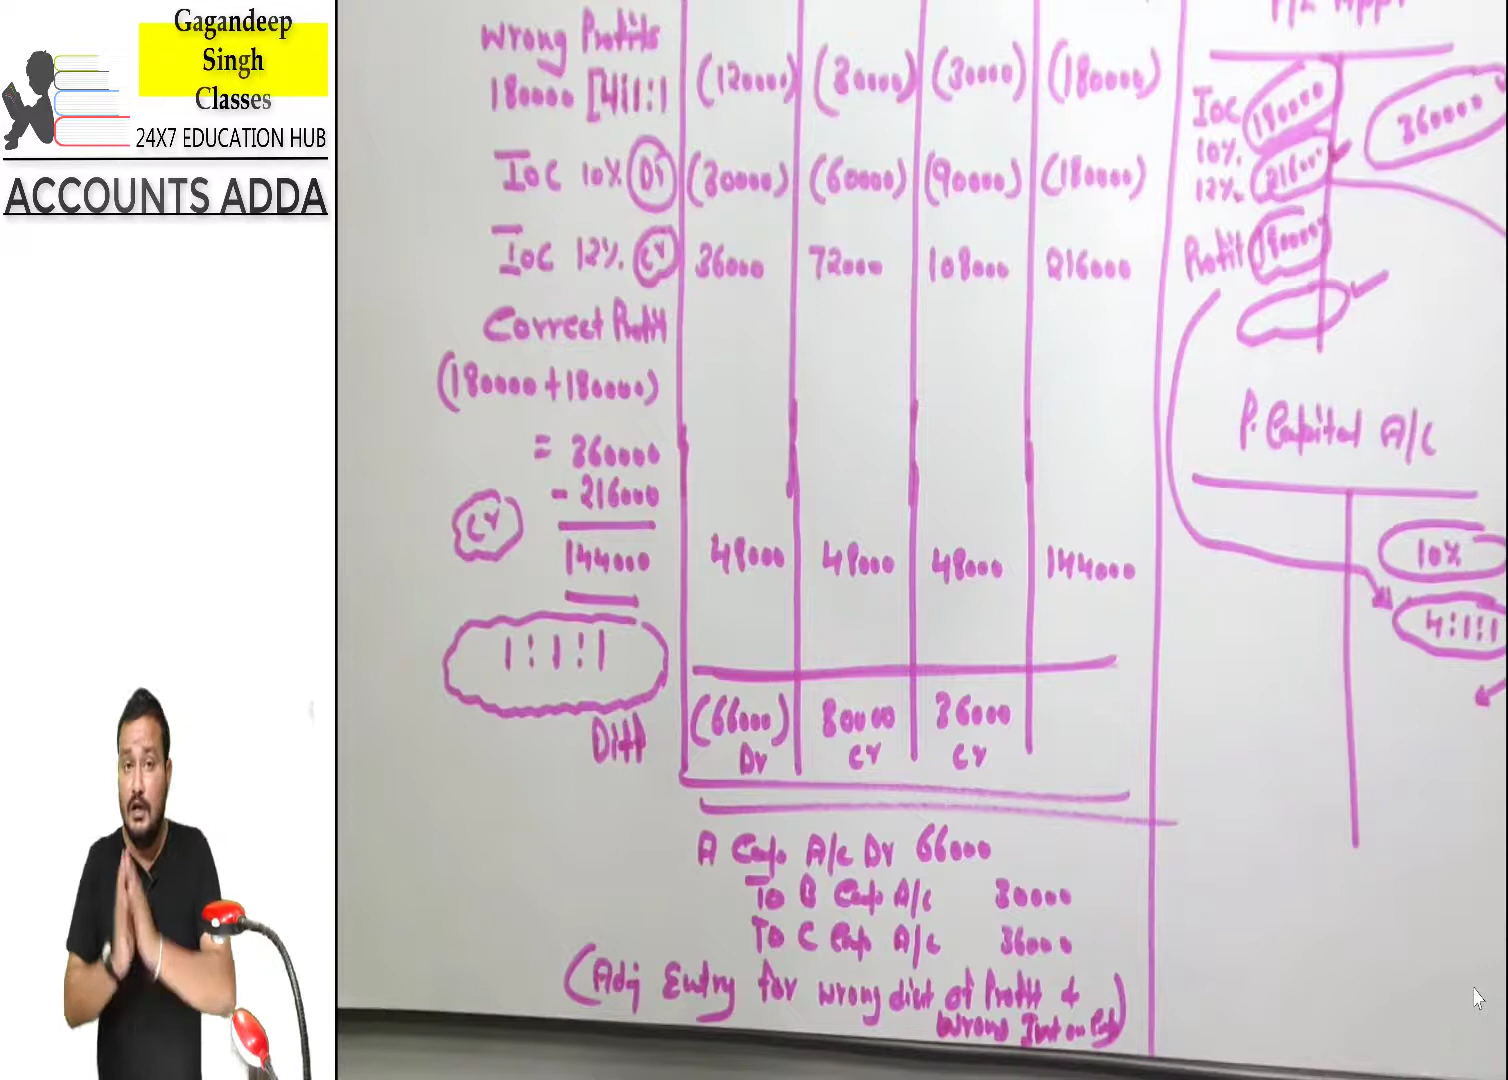 Gagandeep
Singh
Classes
24X7 EDUCATION HUB
ACCOUNTS ADDA
Wrong Profits
180000 [4:1:1 (120000) (30000) (30000) (180000)
IOC 10% Dr (30000) (60000) (90000) (180000)
IOC 12% Cr 36000 72000 108000 216000
Correct Profit
(180000 + 180000)
= 360000
- 216000
Cr 144000 48000 48000 48000 144000
1:1:1
Diff (66000) 30000 36000
Dr Cr Cr
A Cap A/c Dr 66000
To B Cap A/c 30000
To C Cap A/c 36000
(Adj Entry for wrong dist of Profit &
wrong Int on Cap)
P/L App
IOC 180000 360000
10%
12% 21600
Profit 180000
P. Capital A/c
10%
4:1:1